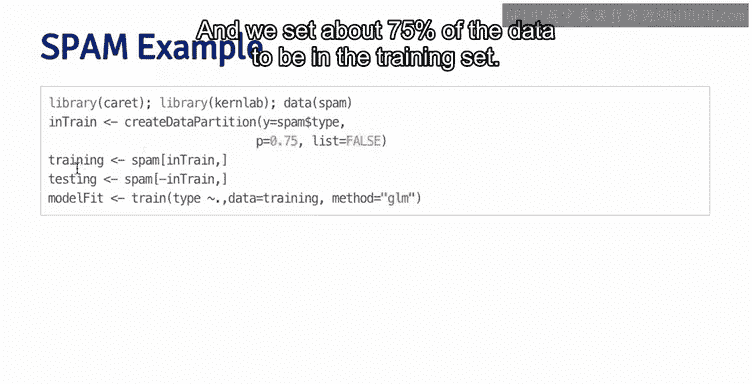 And we set about 75% of the data
to be in the training set.
SPAM Example
library(caret); library(kernlab); data(spam)
inTrain <- createDataPartition(y=spam$type,
p=0.75, list=FALSE)
training <- spam[inTrain,]
testing <- spam[-inTrain,]
modelFit <- train(type ~.,data=training, method="glm")